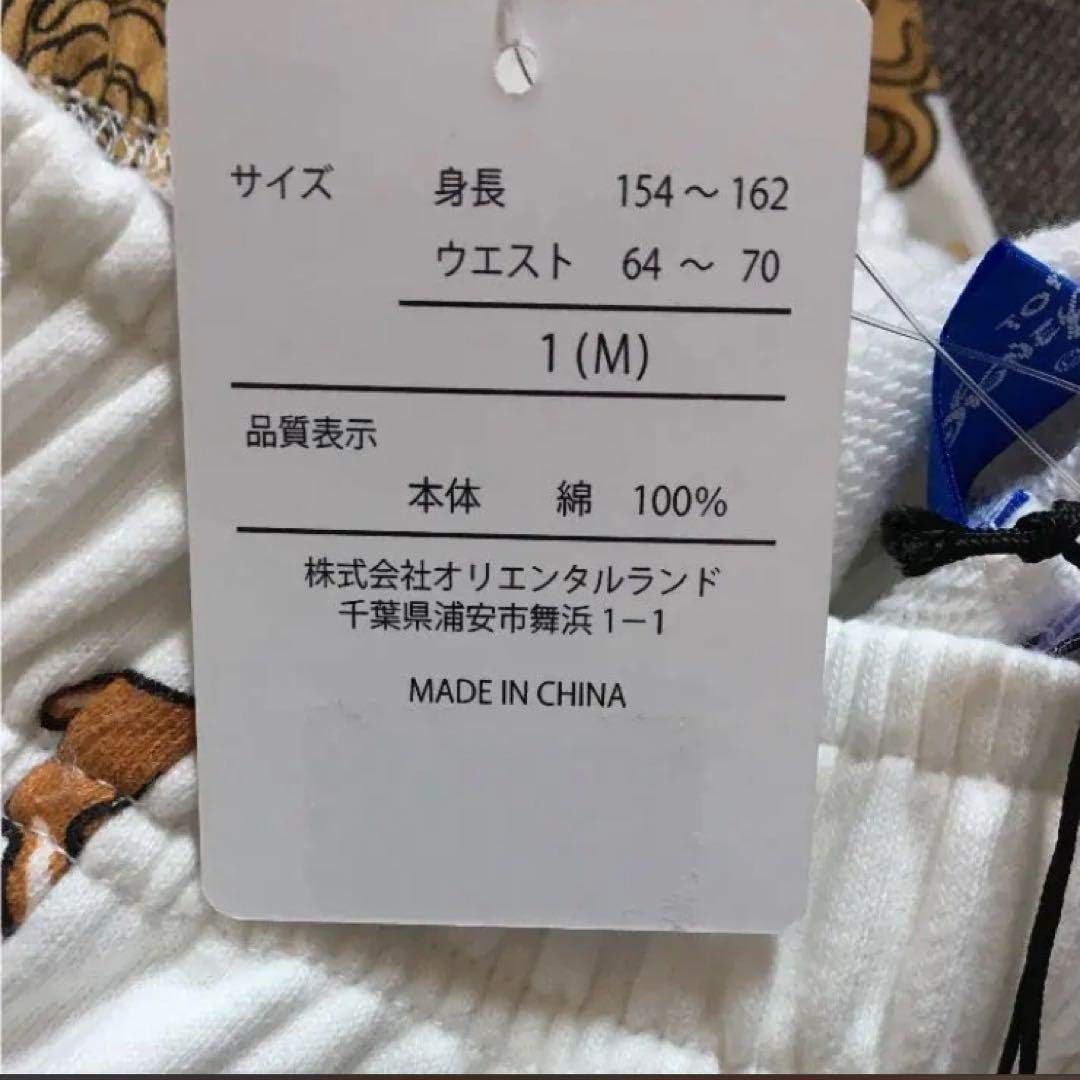 サイズ 身長 154～162
ウエスト 64 ～ 70
1 (M)
品質表示
本体 綿 100%
株式会社オリエンタルランド
千葉県浦安市舞浜1−1
MADE IN CHINA